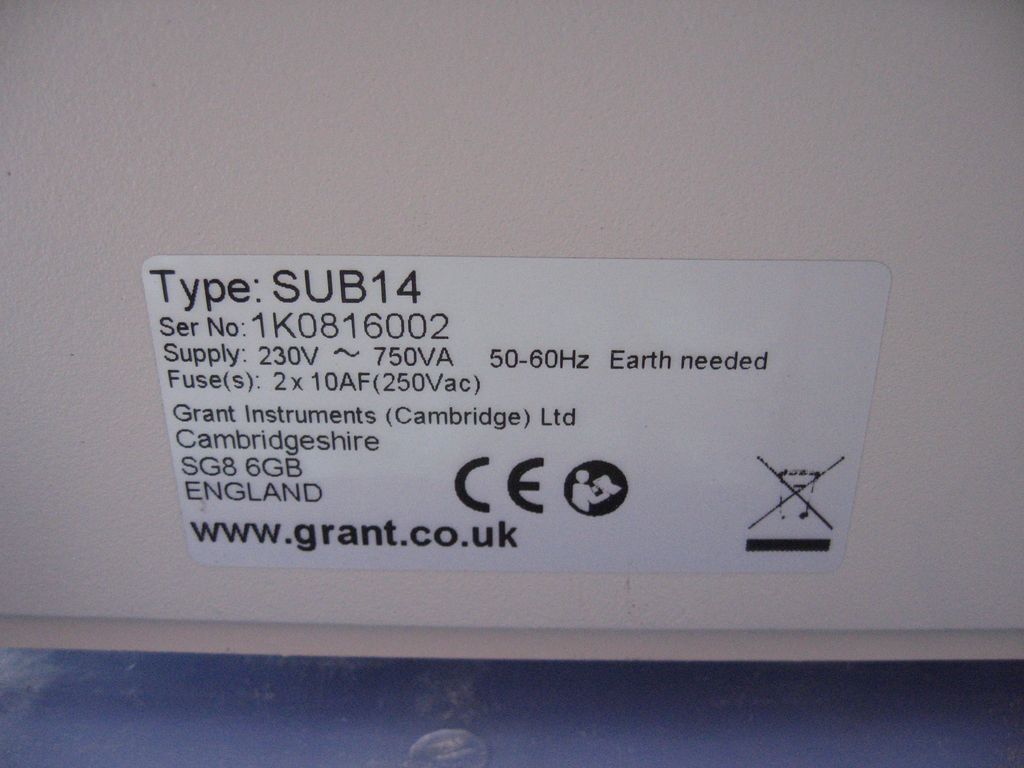 Type: SUB14
Ser No: 1K0816002
Supply: 230V ~ 750VA 50-60Hz Earth needed
Fuse(s): 2 x 10AF(250Vac)
Grant Instruments (Cambridge) Ltd
Cambridgeshire
SG8 6GB
ENGLAND
CE
www.grant.co.uk